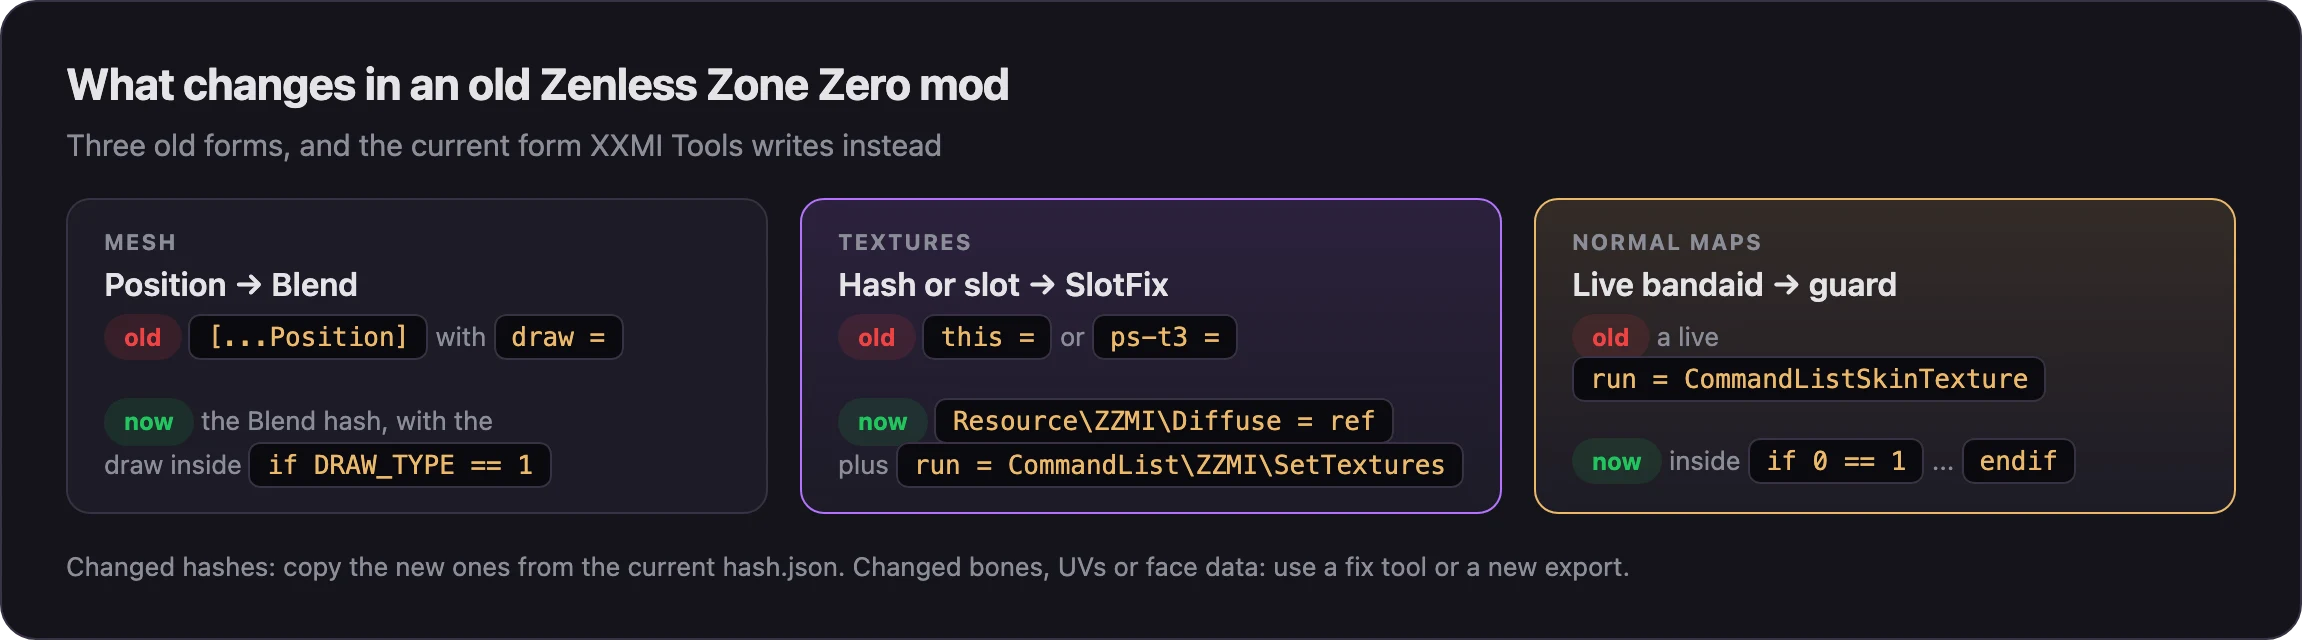 What changes in an old Zenless Zone Zero mod
Three old forms, and the current form XXMI Tools writes instead
MESH
Position → Blend
old [...Position] with draw =
now the Blend hash, with the
draw inside if DRAW_TYPE == 1
TEXTURES
Hash or slot → SlotFix
old this = or ps-t3 =
now Resource\ZZMI\Diffuse = ref
plus run = CommandList\ZZMI\SetTextures
NORMAL MAPS
Live bandaid → guard
old a live
run = CommandListSkinTexture
now inside if 0 == 1 ... endif
Changed hashes: copy the new ones from the current hash.json. Changed bones, UVs or face data: use a fix tool or a new export.